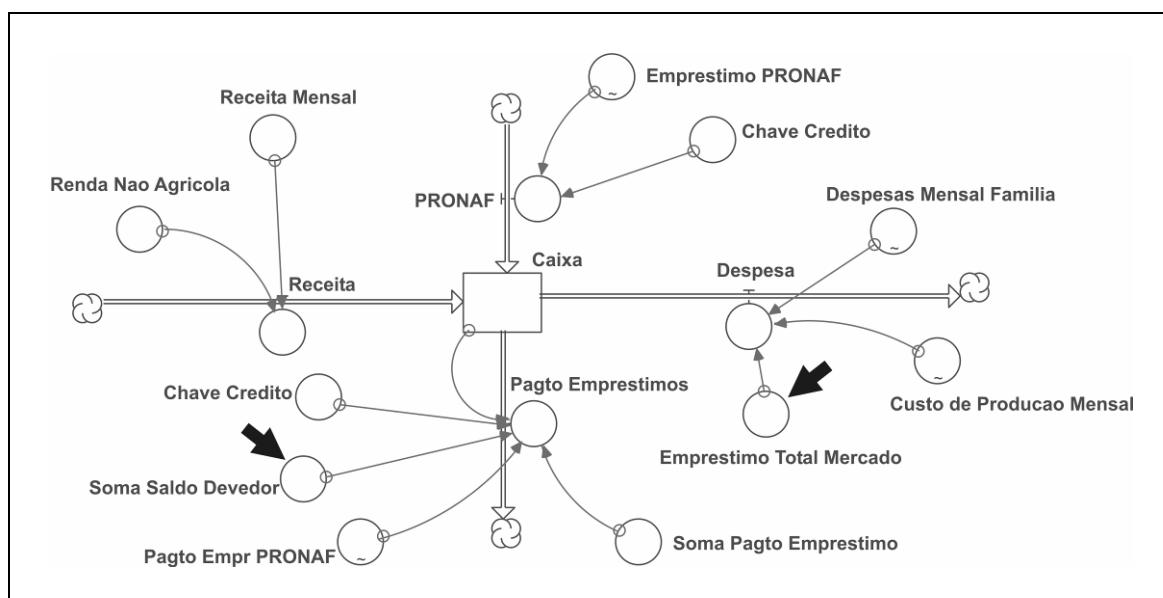 Emprestimo PRONAF
Receita Mensal
Chave Credito
Renda Nao Agricola
PRONAF
Despesas Mensal Familia
Caixa
Despesa
Receita
Pagto Emprestimos
Chave Credito
Custo de Producao Mensal
Emprestimo Total Mercado
Soma Saldo Devedor
Pagto Empr PRONAF
Soma Pagto Emprestimo